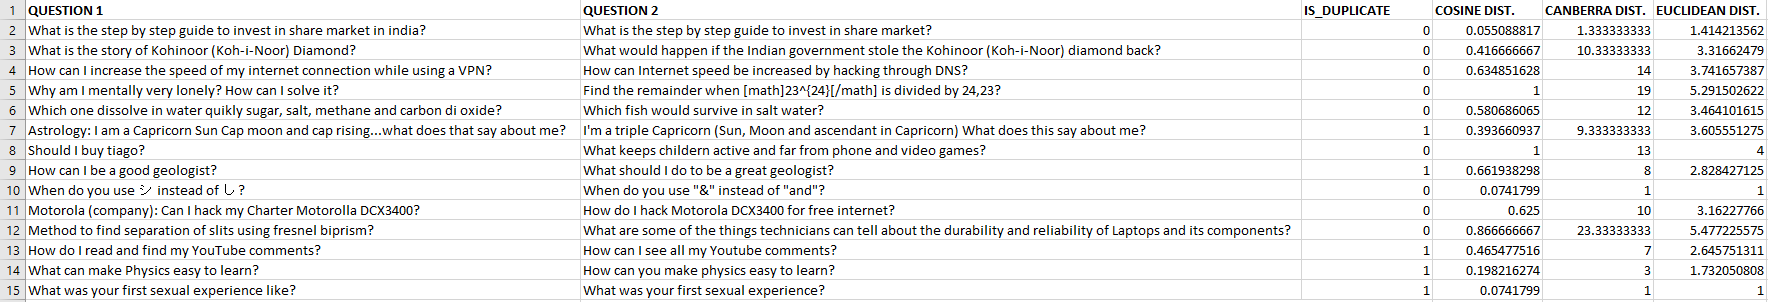 1 QUESTION 1 QUESTION 2 IS_DUPLICATE COSINE DIST. CANBERRA DIST. EUCLIDEAN DIST.
2 What is the step by step guide to invest in share market in india? What is the step by step guide to invest in share market? 0 0.055088817 1.333333333 1.414213562
3 What is the story of Kohinoor (Koh-i-Noor) Diamond? What would happen if the Indian government stole the Kohinoor (Koh-i-Noor) diamond back? 0 0.416666667 10.33333333 3.31662479
4 How can I increase the speed of my internet connection while using a VPN? How can Internet speed be increased by hacking through DNS? 0 0.634851628 14 3.741657387
5 Why am I mentally very lonely? How can I solve it? Find the remainder when [math]23^{24}[/math] is divided by 24,23? 0 1 19 5.291502622
6 Which one dissolve in water quikly sugar, salt, methane and carbon di oxide? Which fish would survive in salt water? 0 0.580686065 12 3.464101615
7 Astrology: I am a Capricorn Sun Cap moon and cap rising...what does that say about me? I'm a triple Capricorn (Sun, Moon and ascendant in Capricorn) What does this say about me? 1 0.393660937 9.333333333 3.605551275
8 Should I buy tiago? What keeps childern active and far from phone and video games? 0 1 13 4
9 How can I be a good geologist? What should I do to be a great geologist? 1 0.661938298 8 2.828427125
10 When do you use シ instead of し? When do you use "&" instead of "and"? 0 0.0741799 1 1
11 Motorola (company): Can I hack my Charter Motorolla DCX3400? How do I hack Motorola DCX3400 for free internet? 0 0.625 10 3.16227766
12 Method to find separation of slits using fresnel biprism? What are some of the things technicians can tell about the durability and reliability of Laptops and its components? 0 0.866666667 23.33333333 5.477225575
13 How do I read and find my YouTube comments? How can I see all my Youtube comments? 1 0.465477516 7 2.645751311
14 What can make Physics easy to learn? How can you make physics easy to learn? 1 0.198216274 3 1.732050808
15 What was your first sexual experience like? What was your first sexual experience? 1 0.0741799 1 1